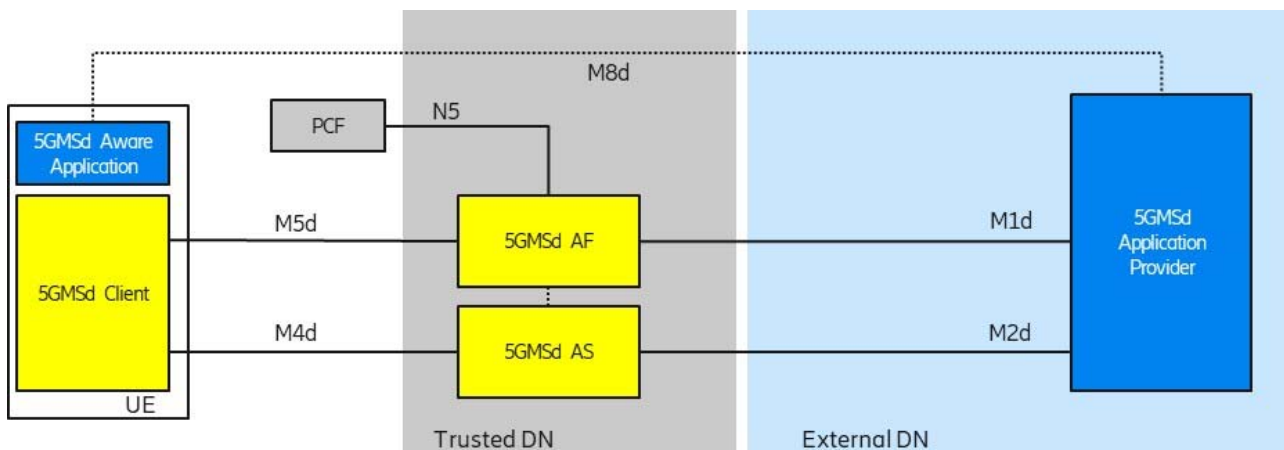 M8d
PCF
N5
5GMSd Aware
Application
M5d
5GMSd AF
M1d
5GMSd
Application
Provider
5GMSd Client
M4d
5GMSd AS
M2d
UE
Trusted DN
External DN